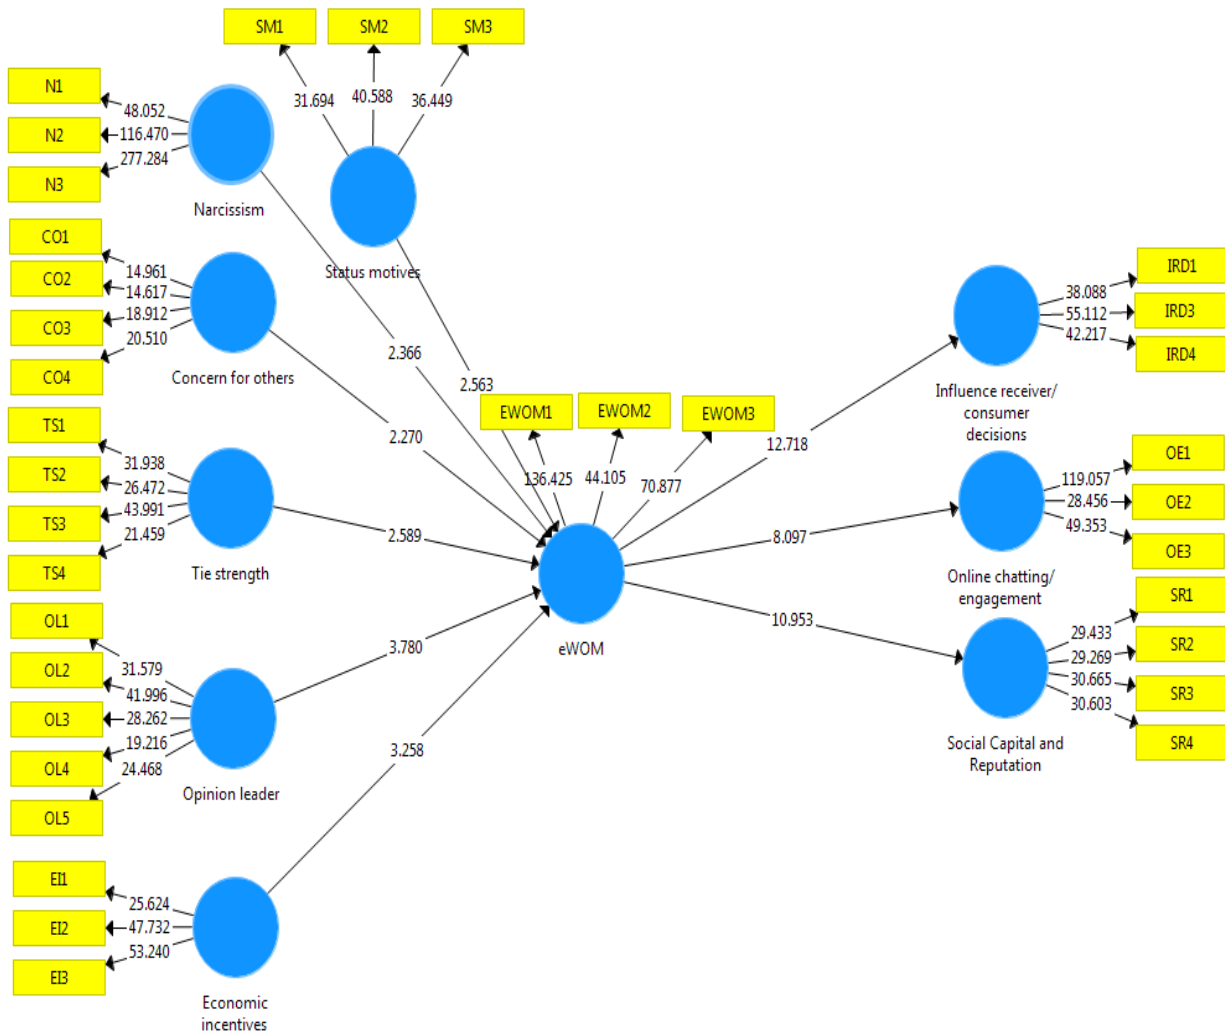 SM1
SM2
SM3
31.694
40.588
36.449
Status motives
N1
N2
N3
48.052
116.470
277.284
Narcissism
CO1
CO2
CO3
CO4
14.961
14.617
18.912
20.510
Concern for others
TS1
TS2
TS3
TS4
31.938
26.472
43.991
21.459
Tie strength
OL1
OL2
OL3
OL4
OL5
31.579
41.996
28.262
19.216
24.468
Opinion leader
EI1
EI2
EI3
25.624
47.732
53.240
Economic
incentives
2.366
2.563
2.270
2.589
3.780
3.258
EWOM1
EWOM2
EWOM3
136.425
44.105
70.877
eWOM
12.718
8.097
10.953
IRD1
IRD3
IRD4
38.088
55.112
42.217
Influence receiver/
consumer
decisions
OE1
OE2
OE3
119.057
28.456
49.353
Online chatting/
engagement
SR1
SR2
SR3
SR4
29.433
29.269
30.665
30.603
Social Capital and
Reputation